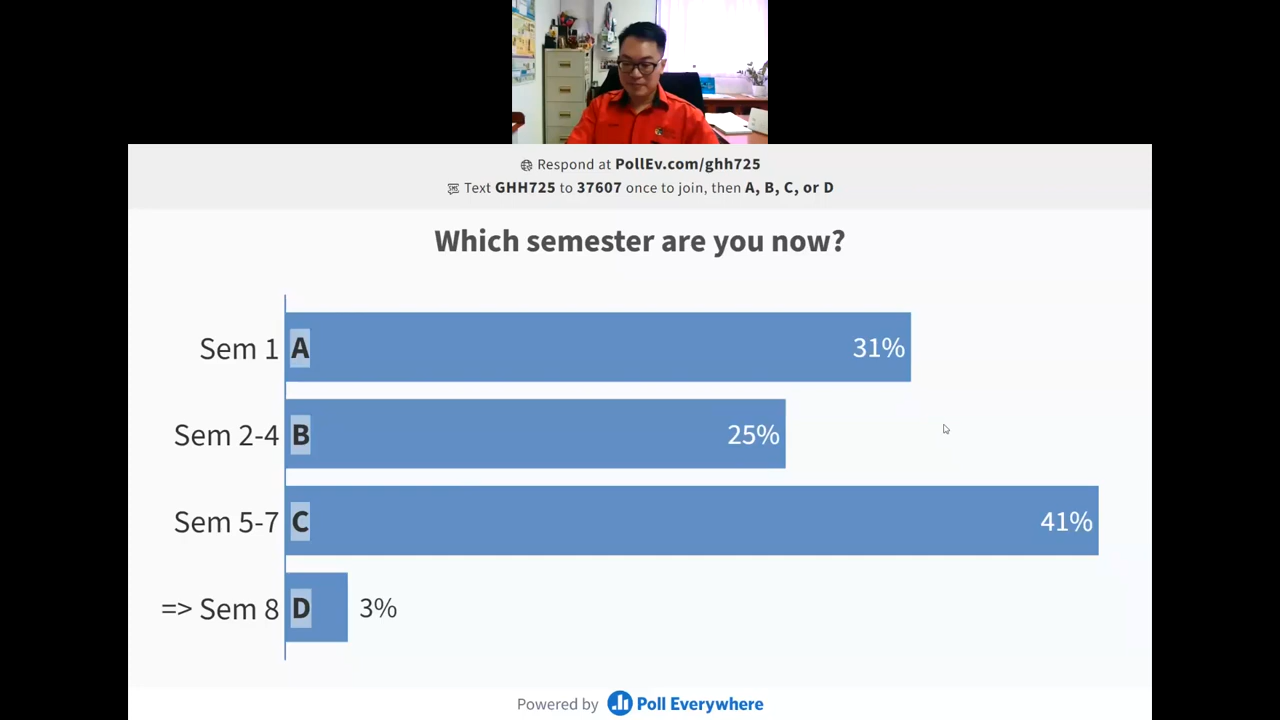 Respond at PollEv.com/ghh725
Text GHH725 to 37607 once to join, then A, B, C, or D
Which semester are you now?
Sem 1 A 31%
Sem 2-4 B 25%
Sem 5-7 C 41%
=> Sem 8 D 3%
Powered by Poll Everywhere